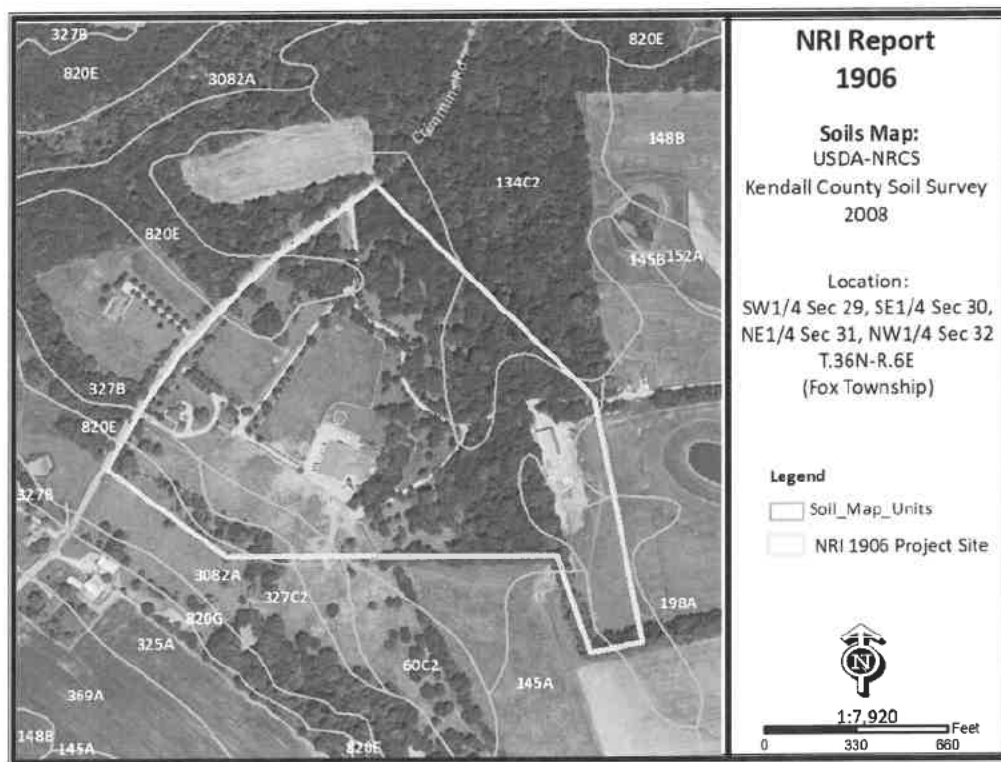 NRI Report
1906
Soils Map:
USDA-NRCS
Kendall County Soil Survey
2008
Location:
SW1/4 Sec 29, SE1/4 Sec 30,
NE1/4 Sec 31, NW1/4 Sec 32
T.36N-R.6E
(Fox Township)
Legend
Soil_Map_Units
NRI 1906 Project Site
N
1:7,920
Feet
0 330 660
327B
820E
820E
3082A
Cummins Rd
148B
134C2
820E
145B
152A
327B
820E
327B
3082A
327C2
820G
325A
60C2
145A
198A
369A
148B
145A
820E